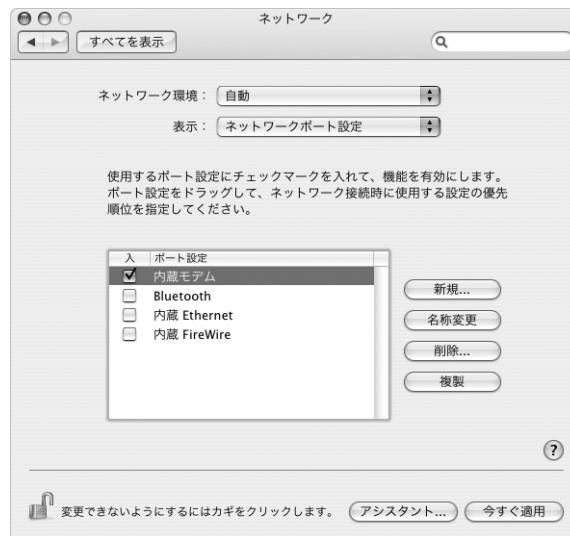 ネットワーク
すべてを表示
ネットワーク環境： 自動
表示： ネットワークポート設定
使用するポート設定にチェックマークを入れて、機能を有効にします。
ポート設定をドラッグして、ネットワーク接続時に使用する設定の優先
順位を指定してください。
入 ポート設定
内蔵モデム
Bluetooth
内蔵 Ethernet
内蔵 FireWire
新規...
名称変更
削除...
複製
?
変更できないようにするにはカギをクリックします。 アシスタント... 今すぐ適用